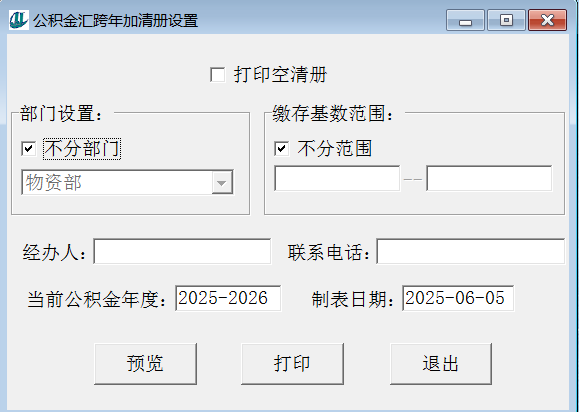 公积金汇跨年加清册设置
打印空清册
部门设置：
不分部门
物资部
缴存基数范围：
不分范围
--
经办人：
联系电话：
当前公积金年度：2025-2026
制表日期：2025-06-05
预览
打印
退出